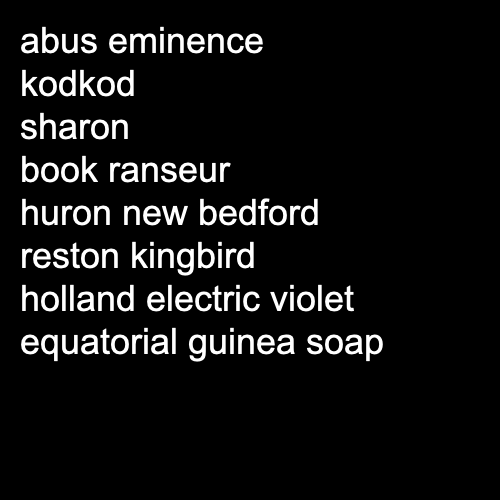 abus eminence
kodkod
sharon
book ranseur
huron new bedford
reston kingbird
holland electric violet
equatorial guinea soap